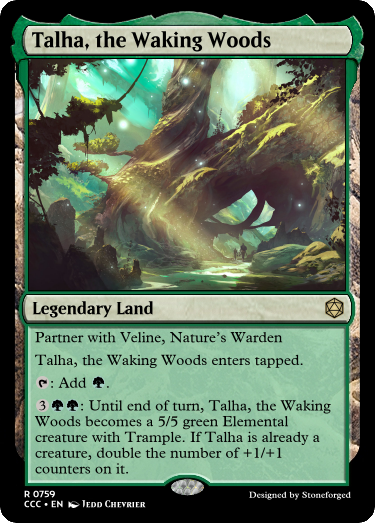 Talha, the Waking Woods
Legendary Land
Partner with Veline, Nature's Warden
Talha, the Waking Woods enters tapped.
: Add .
3: Until end of turn, Talha, the Waking
Woods becomes a 5/5 green Elemental
creature with Trample. If Talha is already a
creature, double the number of +1/+1
counters on it.
R 0759
CCC • EN Jedd Chevrier
Designed by Stoneforged